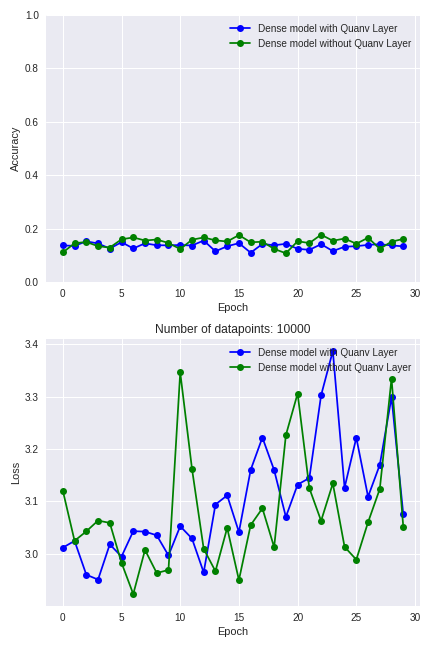 1.0
0.8
0.6
0.4
0.2
0.0
Accuracy
Dense model with Quanv Layer
Dense model without Quanv Layer
0 5 10 15 20 25 30
Epoch
Number of datapoints: 10000
3.4
3.3
3.2
3.1
3.0
Loss
Dense model with Quanv Layer
Dense model without Quanv Layer
0 5 10 15 20 25 30
Epoch